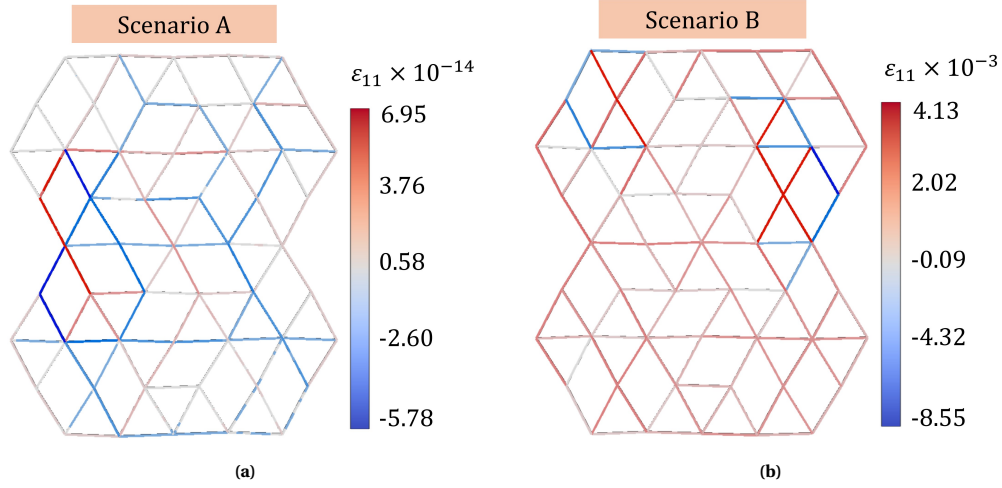 Scenario A
ε₁₁ × 10⁻¹⁴
6.95
3.76
0.58
-2.60
-5.78
(a)
Scenario B
ε₁₁ × 10⁻³
4.13
2.02
-0.09
-4.32
-8.55
(b)